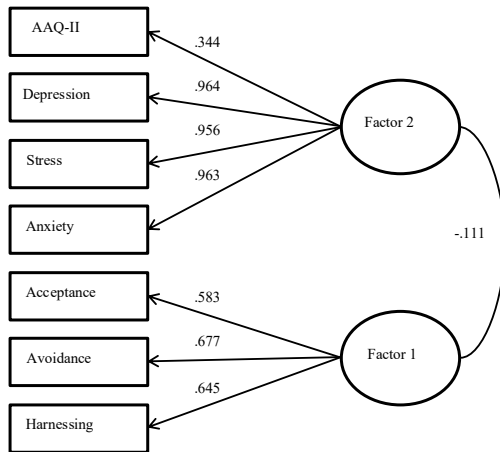 AAQ-II
.344
Depression
.964
Factor 2
.956
Stress
.963
Anxiety
-.111
Acceptance
.583
.677
Avoidance
Factor 1
.645
Harnessing